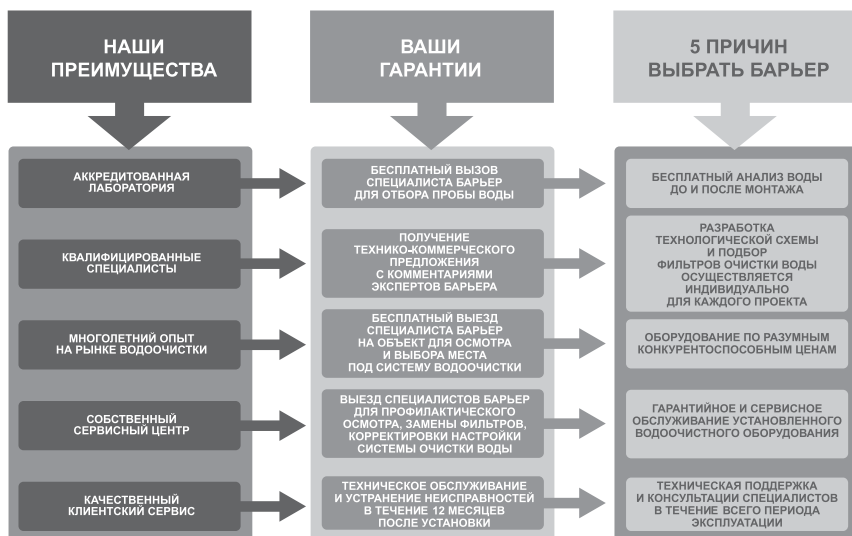 НАШИ
ПРЕИМУЩЕСТВА
ВАШИ
ГАРАНТИИ
5 ПРИЧИН
ВЫБРАТЬ БАРЬЕР
АККРЕДИТОВАННАЯ
ЛАБОРАТОРИЯ
БЕСПЛАТНЫЙ ВЫЗОВ
СПЕЦИАЛИСТА БАРЬЕР
ДЛЯ ОТБОРА ПРОБЫ ВОДЫ
БЕСПЛАТНЫЙ АНАЛИЗ ВОДЫ
ДО И ПОСЛЕ МОНТАЖА
КВАЛИФИЦИРОВАННЫЕ
СПЕЦИАЛИСТЫ
ПОЛУЧЕНИЕ
ТЕХНИКО-КОММЕРЧЕСКОГО
ПРЕДЛОЖЕНИЯ
С КОММЕНТАРИЯМИ
ЭКСПЕРТОВ БАРЬЕРА
РАЗРАБОТКА
ТЕХНОЛОГИЧЕСКОЙ СХЕМЫ
И ПОДБОР
ФИЛЬТРОВ ОЧИСТКИ ВОДЫ
ОСУЩЕСТВЛЯЕТСЯ
ИНДИВИДУАЛЬНО
ДЛЯ КАЖДОГО ПРОЕКТА
МНОГОЛЕТНИЙ ОПЫТ
НА РЫНКЕ ВОДООЧИСТКИ
БЕСПЛАТНЫЙ ВЫЕЗД
СПЕЦИАЛИСТА БАРЬЕР
НА ОБЪЕКТ ДЛЯ ОСМОТРА
И ВЫБОРА МЕСТА
ПОД СИСТЕМУ ВОДООЧИСТКИ
ОБОРУДОВАНИЕ ПО РАЗУМНЫМ
КОНКУРЕНТОСПОСОБНЫМ ЦЕНАМ
СОБСТВЕННЫЙ
СЕРВИСНЫЙ ЦЕНТР
ВЫЕЗД СПЕЦИАЛИСТОВ БАРЬЕР
ДЛЯ ПРОФИЛАКТИЧЕСКОГО
ОСМОТРА, ЗАМЕНЫ ФИЛЬТРОВ,
КОРРЕКТИРОВКИ НАСТРОЙКИ
СИСТЕМЫ ОЧИСТКИ ВОДЫ
ГАРАНТИЙНОЕ И СЕРВИСНОЕ
ОБСЛУЖИВАНИЕ УСТАНОВЛЕННОГО
ВОДООЧИСТНОГО ОБОРУДОВАНИЯ
КАЧЕСТВЕННЫЙ
КЛИЕНТСКИЙ СЕРВИС
ТЕХНИЧЕСКОЕ ОБСЛУЖИВАНИЕ
И УСТРАНЕНИЕ НЕИСПРАВНОСТЕЙ
В ТЕЧЕНИЕ 12 МЕСЯЦЕВ
ПОСЛЕ УСТАНОВКИ
ТЕХНИЧЕСКАЯ ПОДДЕРЖКА
И КОНСУЛЬТАЦИИ СПЕЦИАЛИСТОВ
В ТЕЧЕНИЕ ВСЕГО ПЕРИОДА
ЭКСПЛУАТАЦИИ